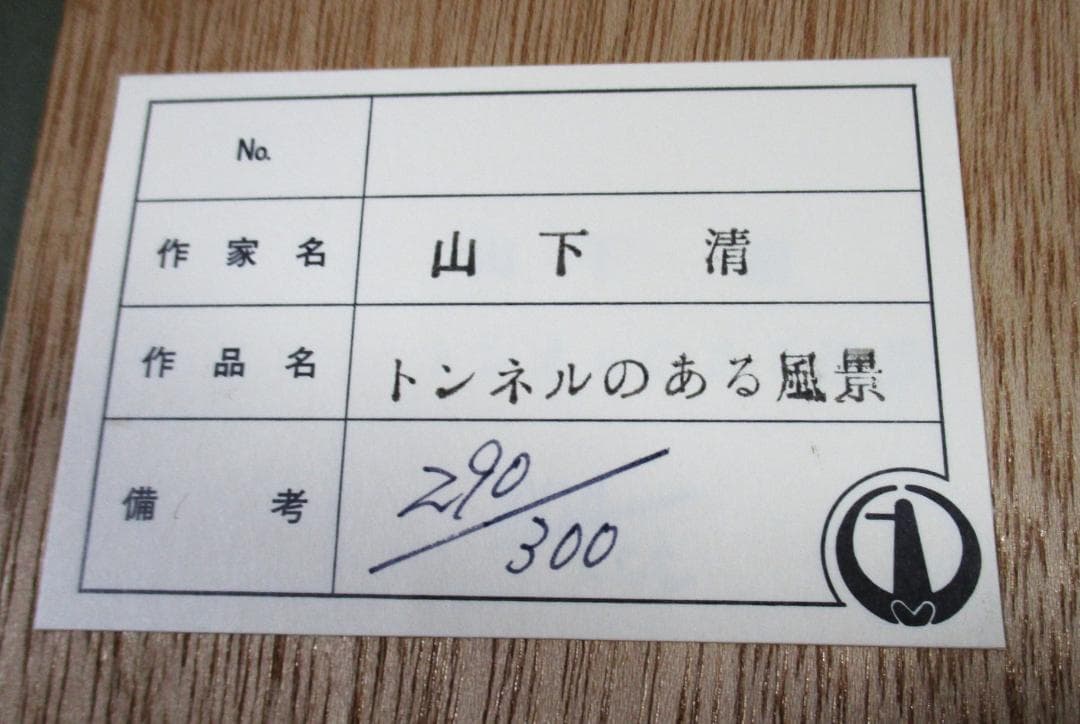 No.
作家名 山下 清
作品名 トンネルのある風景
備考 290/300